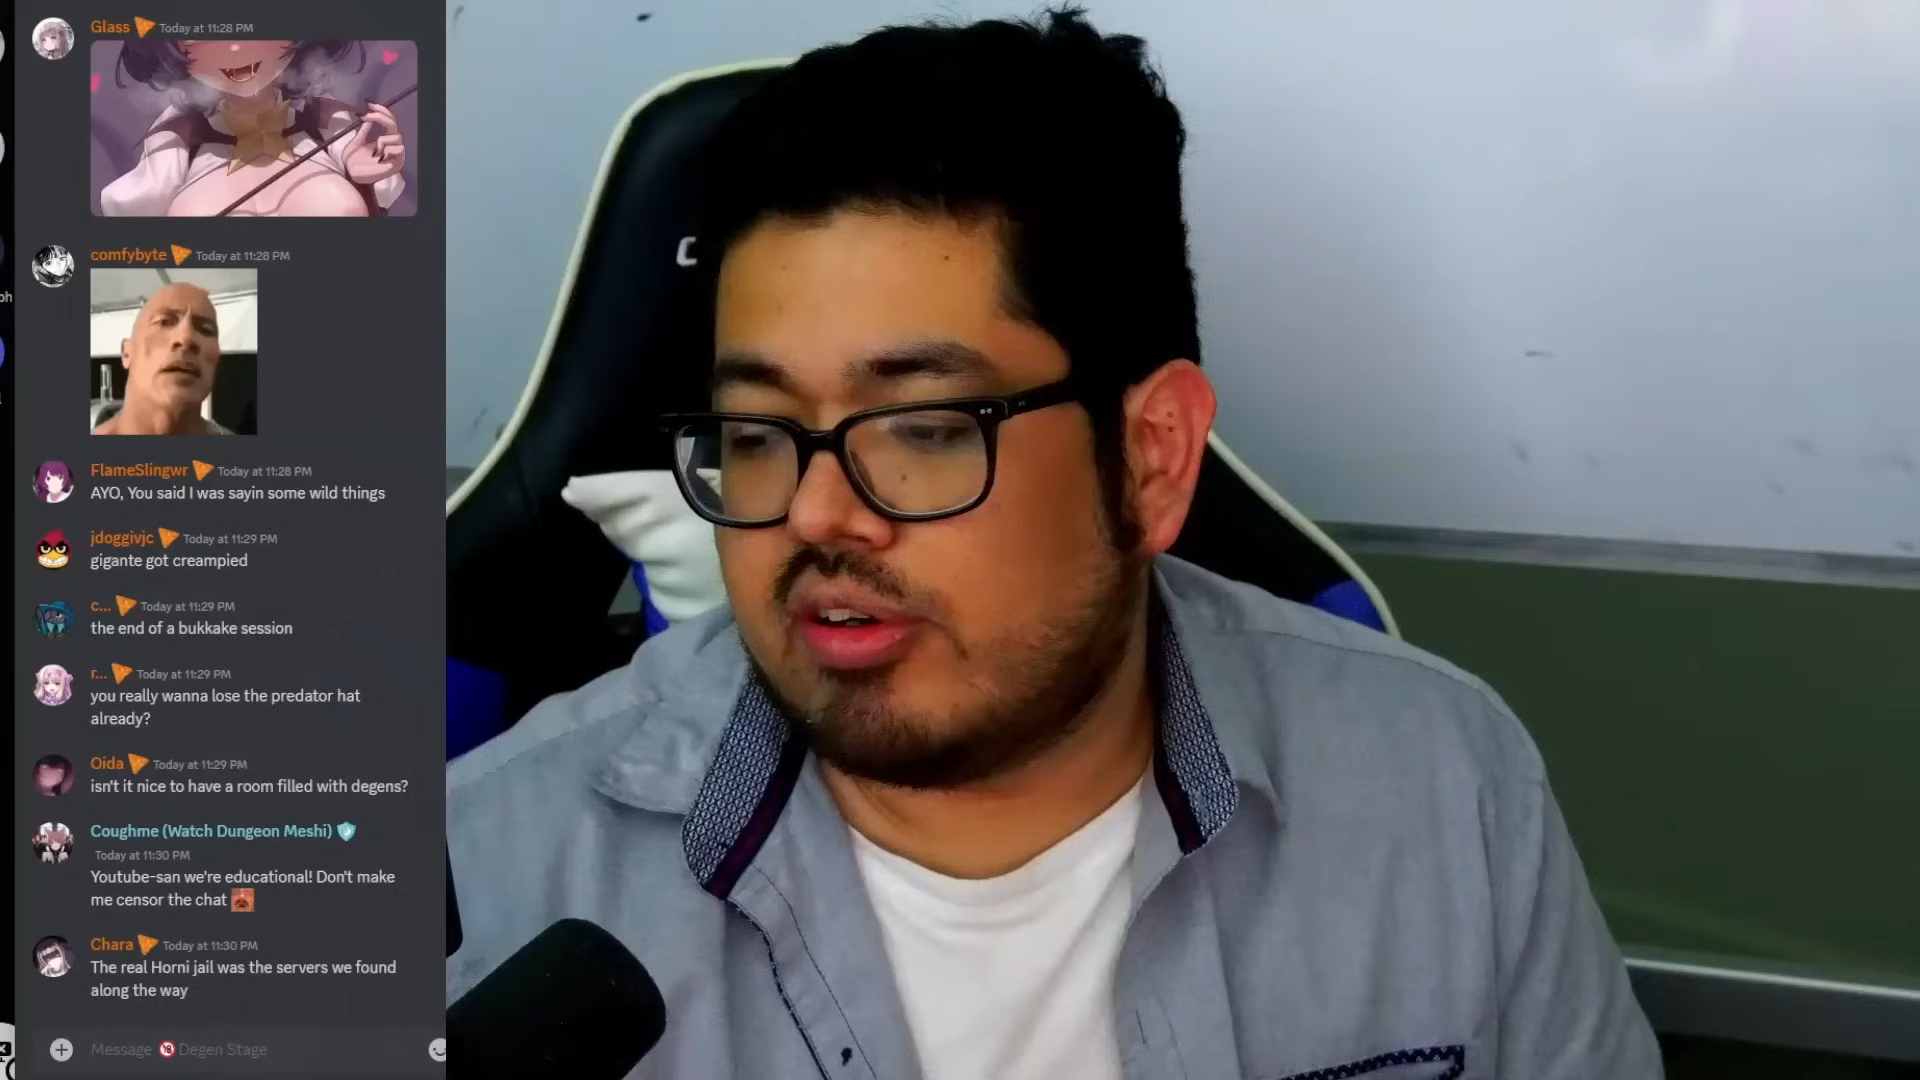 Glass Today at 11:28 PM
comfybyte Today at 11:28 PM
FlameSlingwr Today at 11:28 PM
AYO, You said I was sayin some wild things
jdoggivjc Today at 11:29 PM
gigante got creampied
c... Today at 11:29 PM
the end of a bukkake session
r... Today at 11:29 PM
you really wanna lose the predator hat
already?
Oida Today at 11:29 PM
isn't it nice to have a room filled with degens?
Coughme (Watch Dungeon Meshi)
Today at 11:30 PM
Youtube-san we're educational! Don't make
me censor the chat
Chara Today at 11:30 PM
The real Horni jail was the servers we found
along the way
Message 🔞 Degen Stage
C